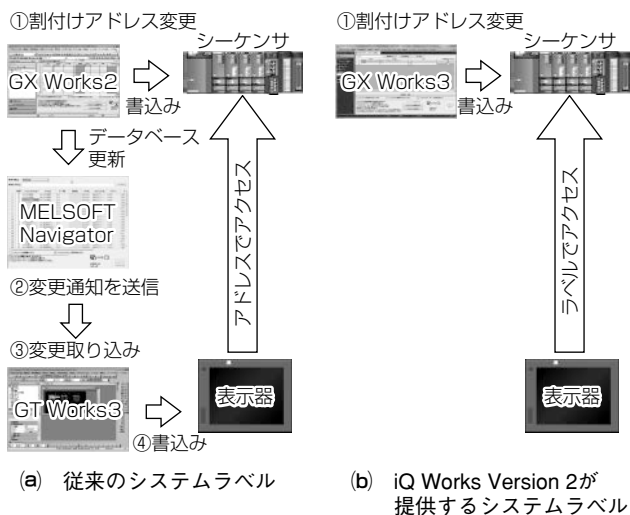 ①割付けアドレス変更
シーケンサ
GX Works2
書込み
データベース
更新
MELSOFT
Navigator
②変更通知を送信
③変更取り込み
GT Works3
④書込み
アドレスでアクセス
表示器
(a) 従来のシステムラベル
①割付けアドレス変更
シーケンサ
GX Works3
書込み
ラベルでアクセス
表示器
(b) iQ Works Version 2が
提供するシステムラベル